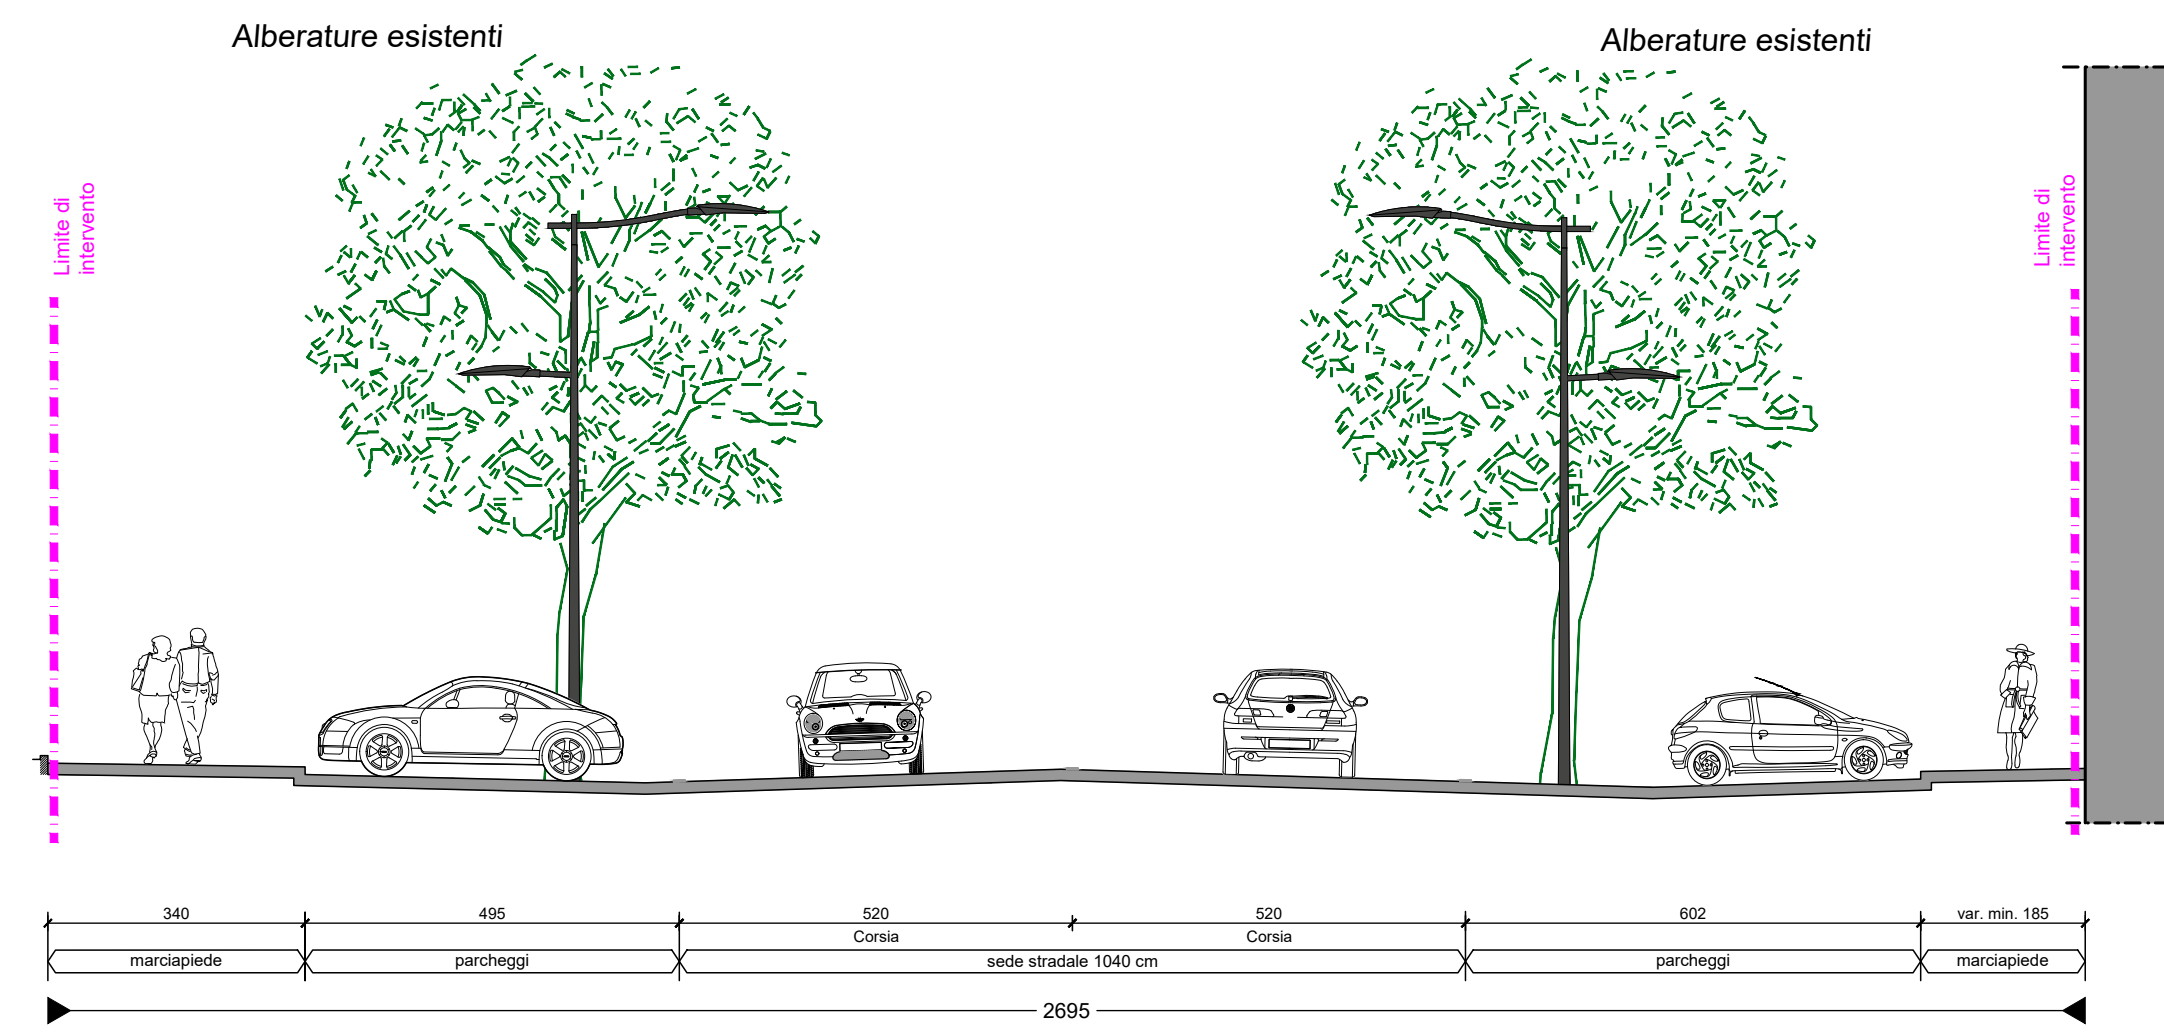 Alberature esistenti
Alberature esistenti
Limite di
intervento
Limite di
intervento
340
495
520
520
602
var. min. 185
Corsia
Corsia
marciapiede
parcheggi
sede stradale 1040 cm
parcheggi
marciapiede
2695